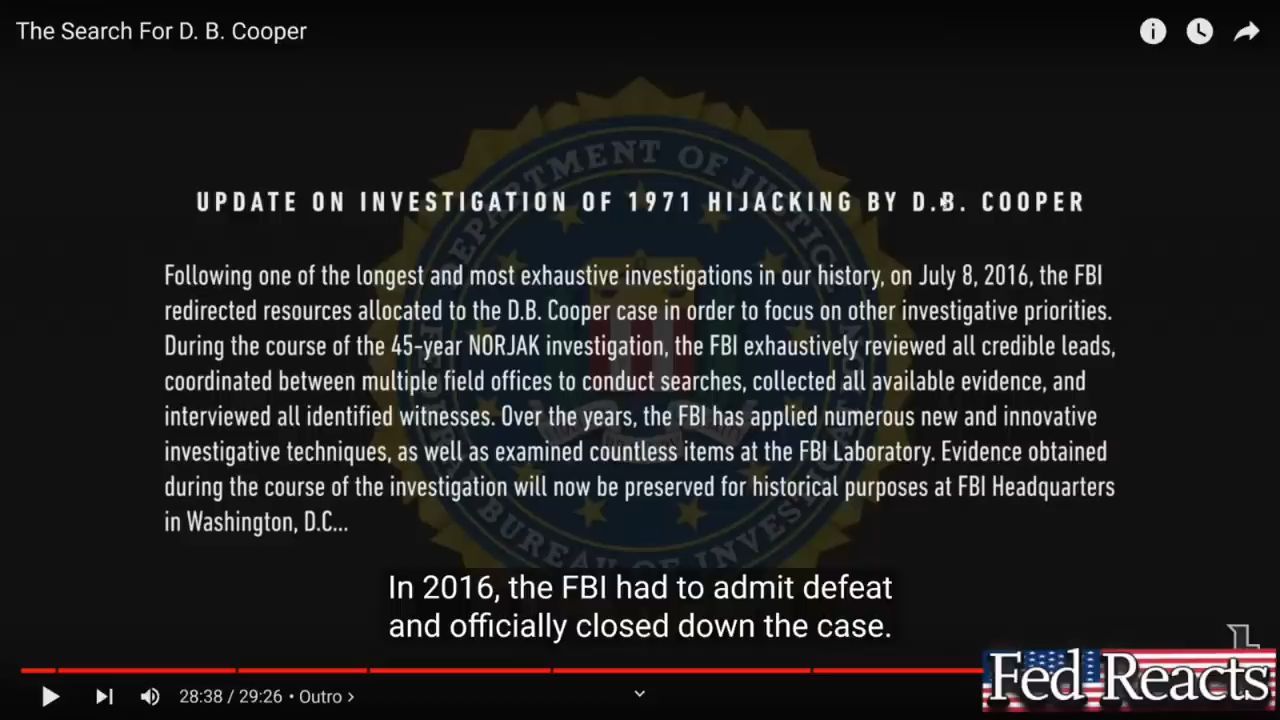 The Search For D. B. Cooper
DEPARTMENT OF JUSTICE
UPDATE ON INVESTIGATION OF 1971 HIJACKING BY D.B. COOPER
Following one of the longest and most exhaustive investigations in our history, on July 8, 2016, the FBI
redirected resources allocated to the D.B. Cooper case in order to focus on other investigative priorities.
During the course of the 45-year NORJAK investigation, the FBI exhaustively reviewed all credible leads,
coordinated between multiple field offices to conduct searches, collected all available evidence, and
interviewed all identified witnesses. Over the years, the FBI has applied numerous new and innovative
investigative techniques, as well as examined countless items at the FBI Laboratory. Evidence obtained
during the course of the investigation will now be preserved for historical purposes at FBI Headquarters
in Washington, D.C...
FEDERAL BUREAU OF INVESTIGATION
In 2016, the FBI had to admit defeat
and officially closed down the case.
28:38 / 29:26 • Outro >
Fed Reacts